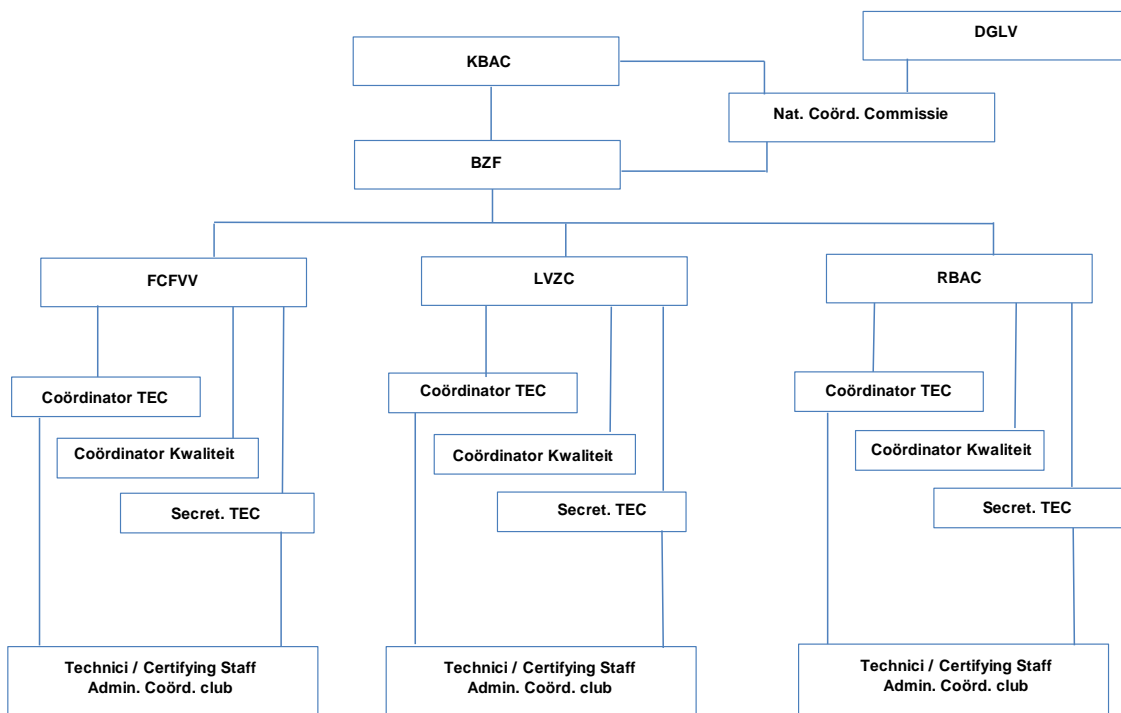 DGLV
KBAC
Nat. Coörd. Commissie
BZF
FCFVV
LVZC
RBAC
Coördinator TEC
Coördinator TEC
Coördinator TEC
Coördinator Kwaliteit
Coördinator Kwaliteit
Coördinator Kwaliteit
Secret. TEC
Secret. TEC
Secret. TEC
Technici / Certifying Staff
Admin. Coörd. club
Technici / Certifying Staff
Admin. Coörd. club
Technici / Certifying Staff
Admin. Coörd. club